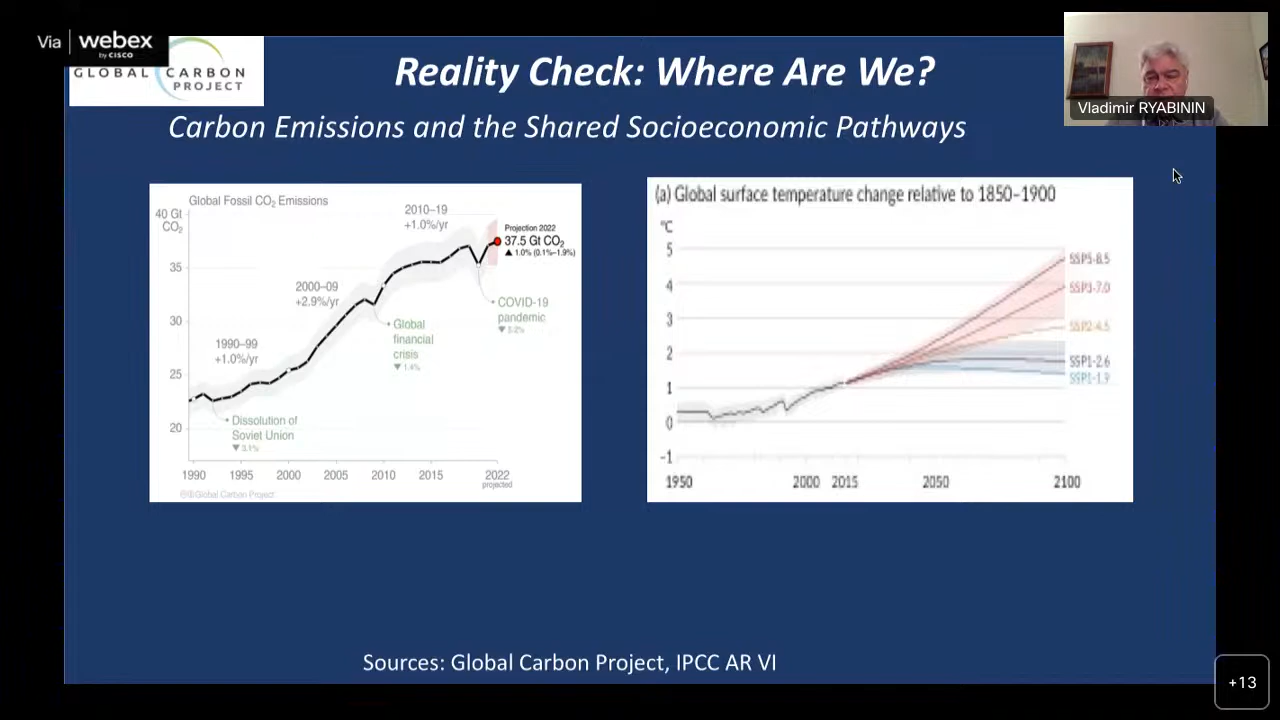 Via webex
by CISCO
GLOBAL CARBON
PROJECT
Reality Check: Where Are We?
Carbon Emissions and the Shared Socioeconomic Pathways
Vladimir RYABININ
Global Fossil CO₂ Emissions
40 Gt
CO₂
35
30
25
20
2010–19
+1.0%/yr
Projection 2022
37.5 Gt CO₂
▲ 1.0% (0.1%–1.9%)
2000–09
+2.9%/yr
COVID-19
pandemic
▼ 5.2%
Global
financial
crisis
▼ 1.4%
1990–99
+1.0%/yr
Dissolution of
Soviet Union
▼ 3.1%
1990 1995 2000 2005 2010 2015 2022
projected
Global Carbon Project
(a) Global surface temperature change relative to 1850–1900
°C
5
4
3
2
1
0
−1
SSP5-8.5
SSP3-7.0
SSP2-4.5
SSP1-2.6
SSP1-1.9
1950 2000 2015 2050 2100
Sources: Global Carbon Project, IPCC AR VI
+13